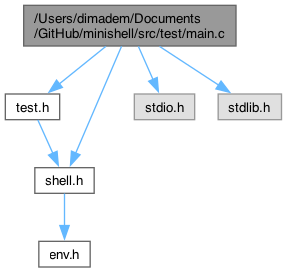 /Users/dimadem/Documents
/GitHub/minishell/src/test/main.c
test.h
stdio.h
stdlib.h
shell.h
env.h